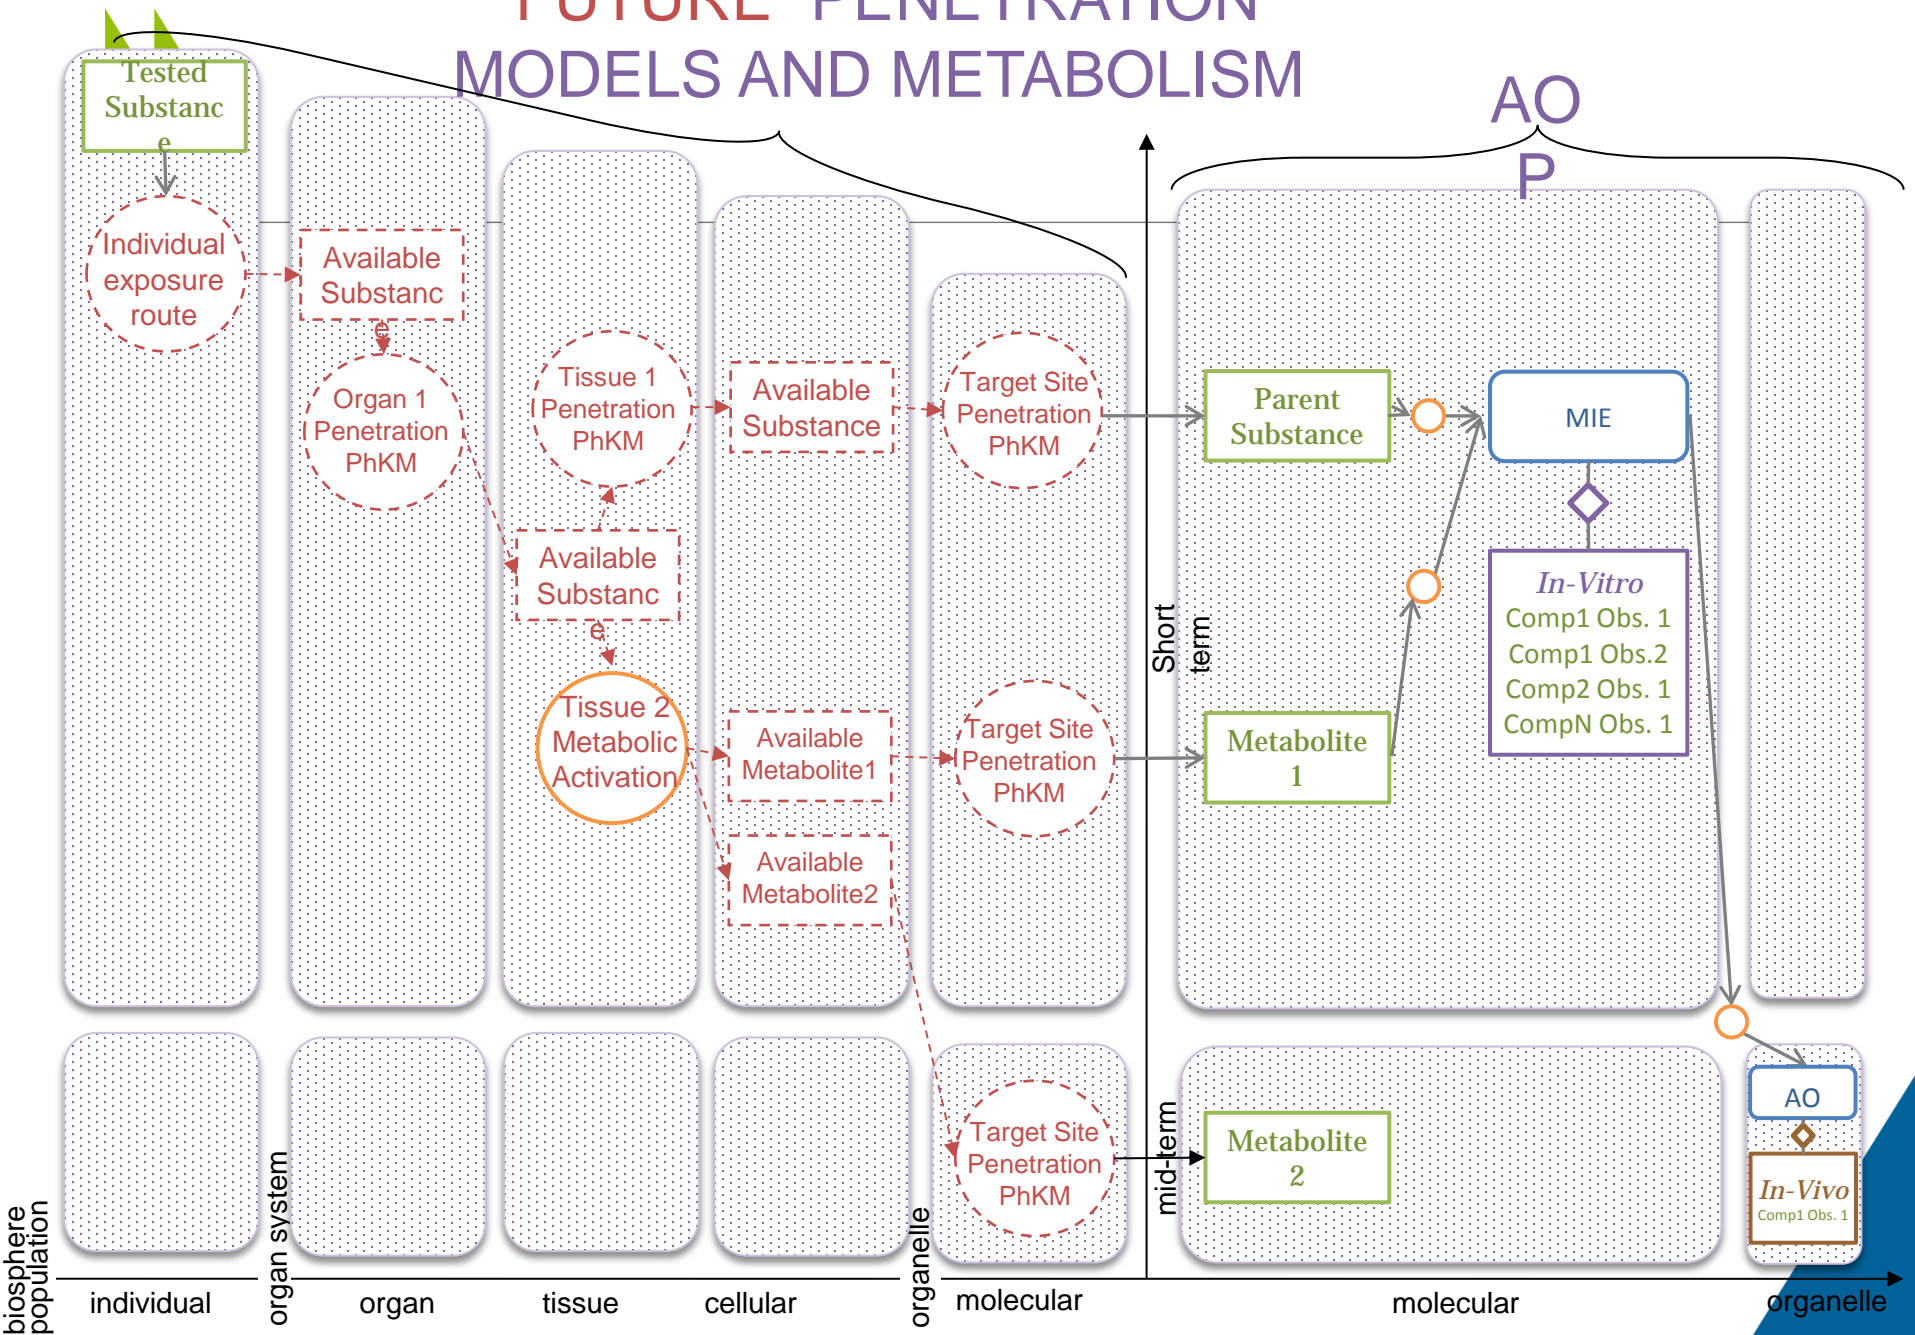 FUTURE PENETRATION
MODELS AND METABOLISM
AO
P
Tested
Substanc
e
Individual
exposure
route
Available
Substanc
e
Organ 1
Penetration
PhKM
Tissue 1
Penetration
PhKM
Available
Substance
Target Site
Penetration
PhKM
Available
Substanc
e
Tissue 2
Metabolic
Activation
Available
Metabolite1
Target Site
Penetration
PhKM
Available
Metabolite2
Target Site
Penetration
PhKM
Parent
Substance
MIE
In-Vitro
Comp1 Obs. 1
Comp1 Obs.2
Comp2 Obs. 1
CompN Obs. 1
Metabolite
1
Metabolite
2
AO
In-Vivo
Comp1 Obs. 1
Short
term
mid-term
biosphere
population
individual
organ system
organ
tissue
cellular
organelle
molecular
molecular
organelle